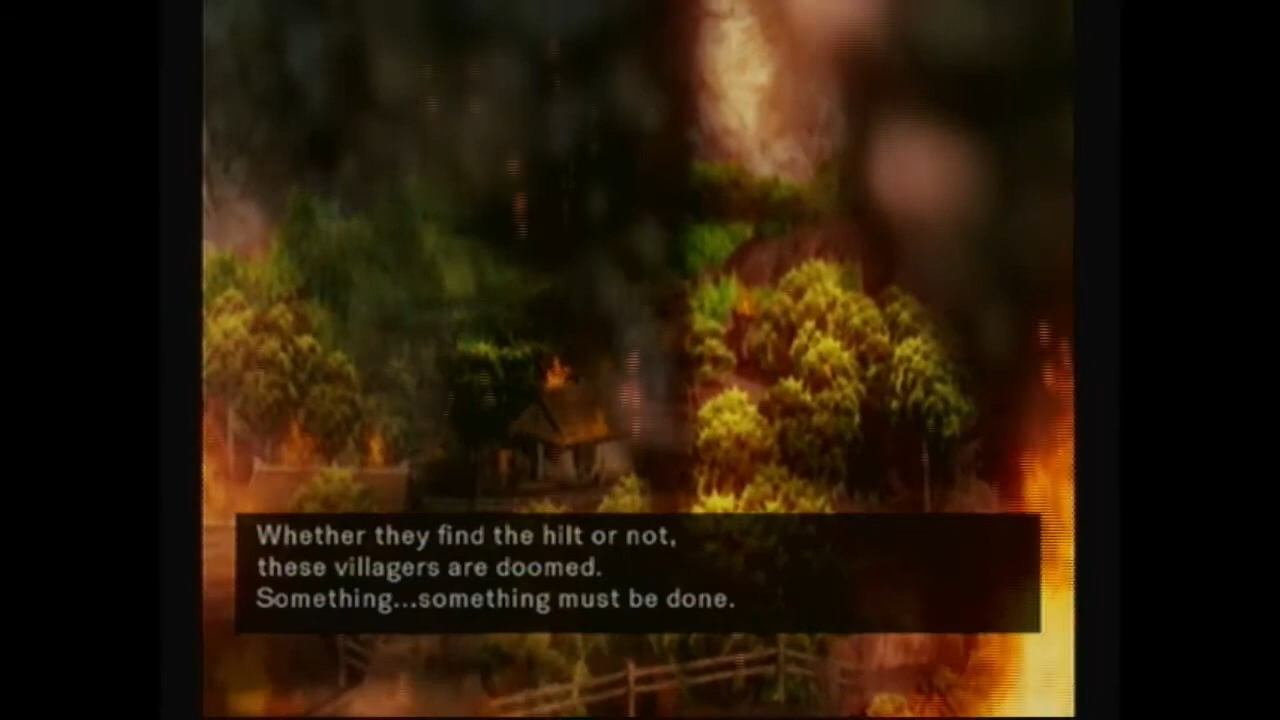 Whether they find the hilt or not,
these villagers are doomed.
Something...something must be done.